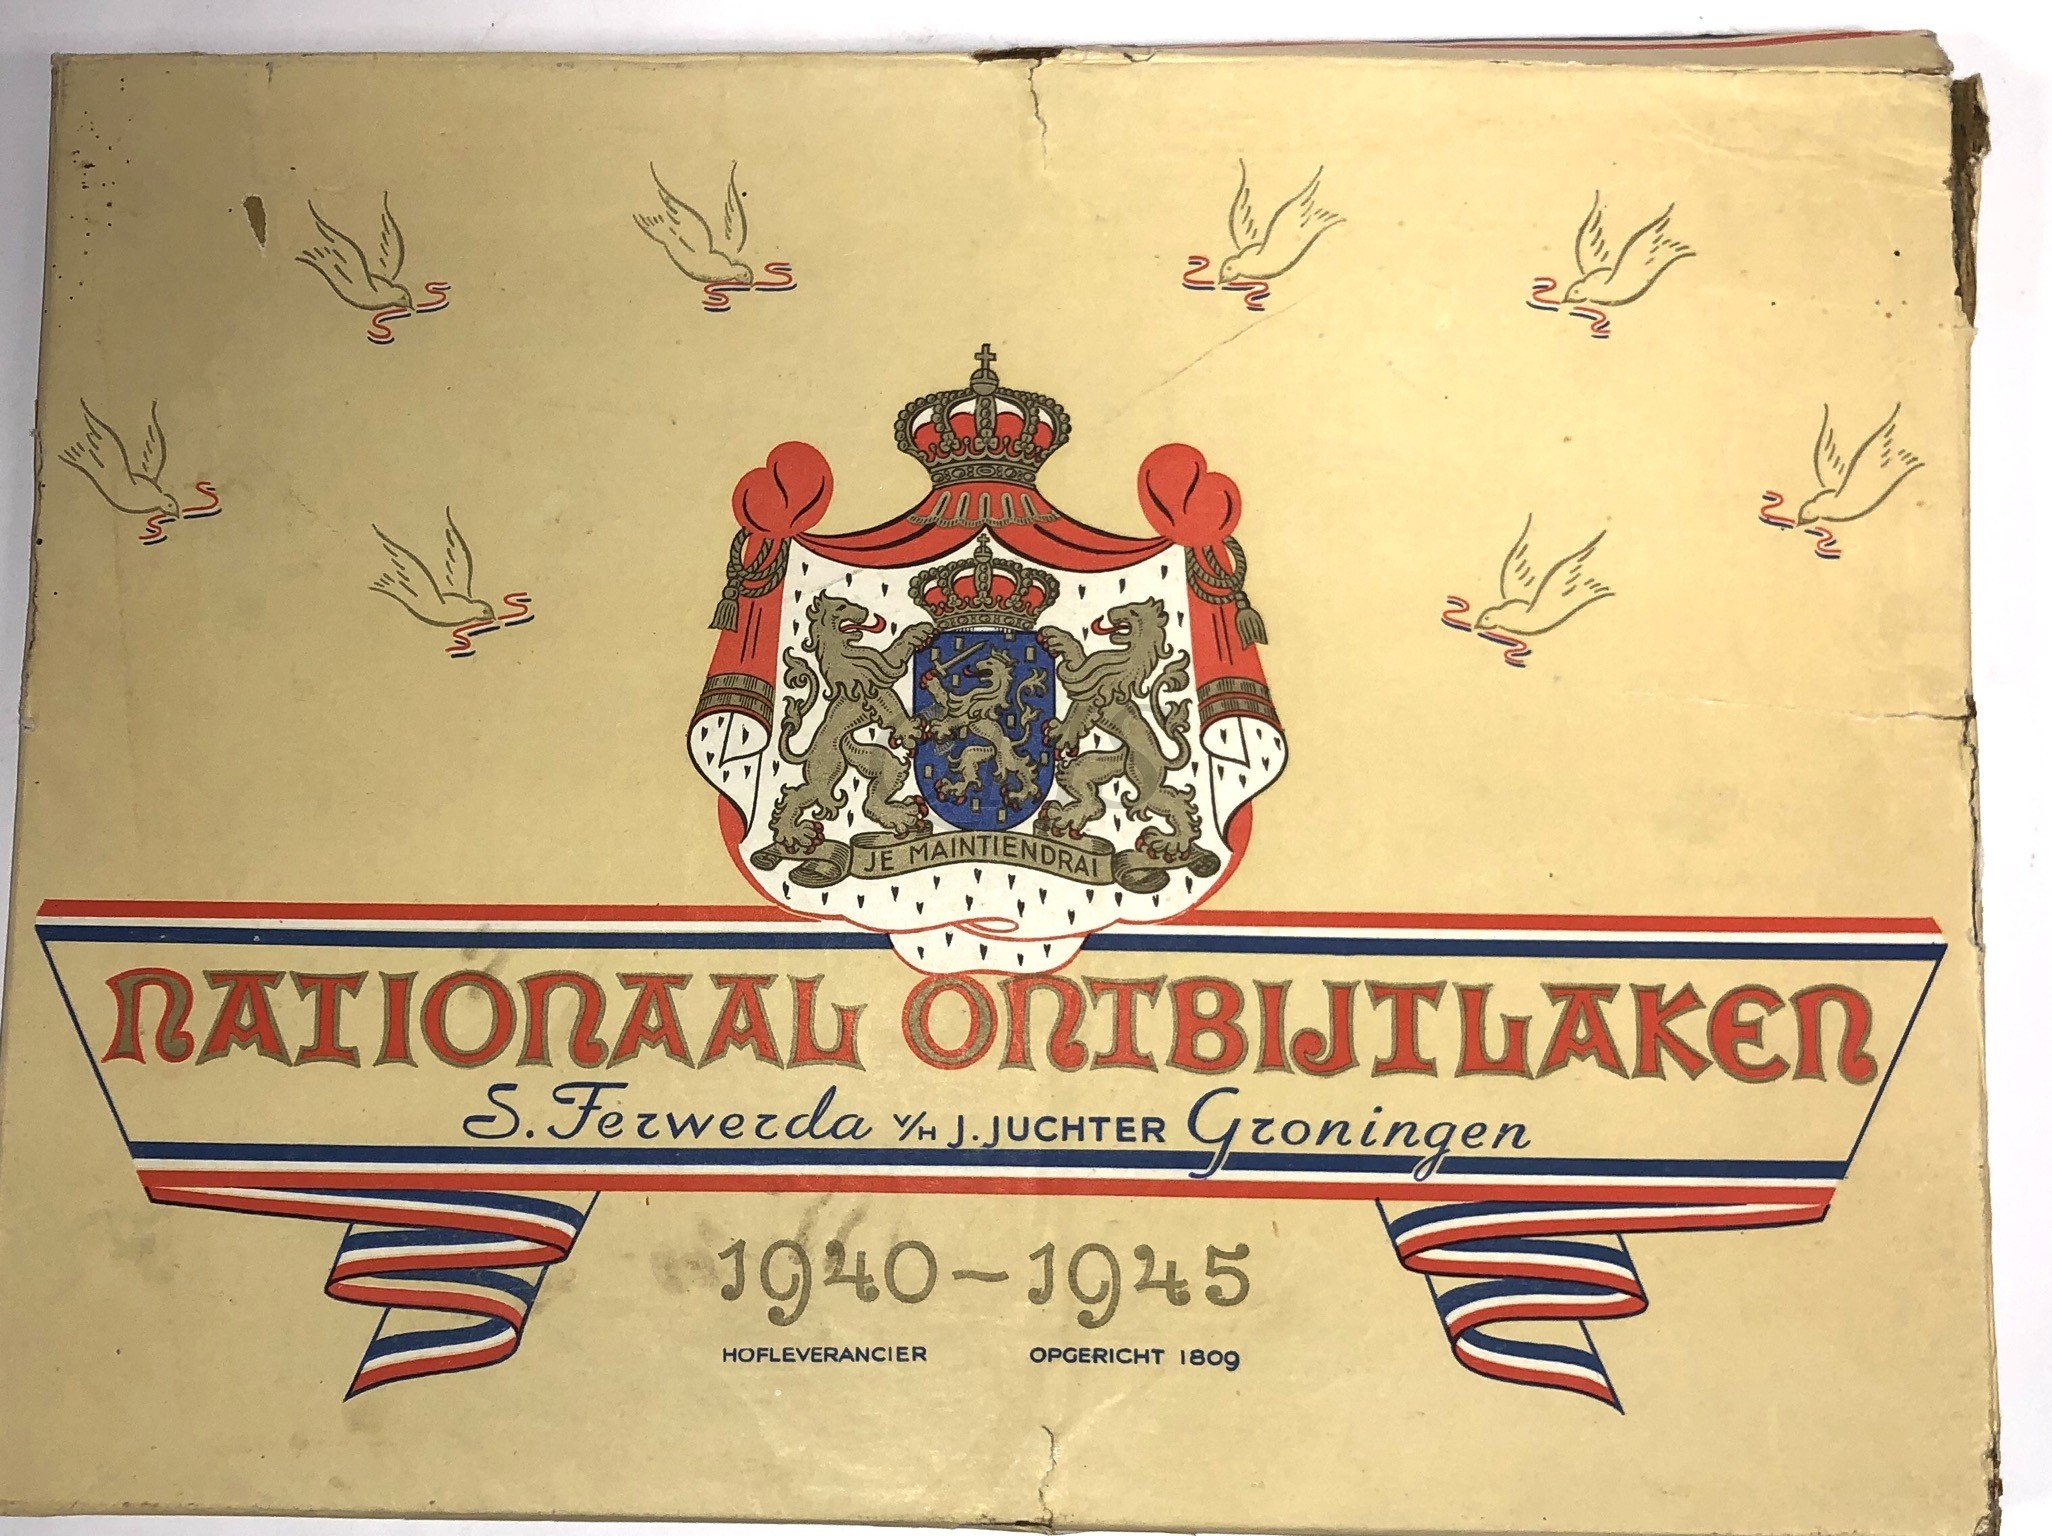 JE MAINTIENDRAI
NATIONAAL ONTBIJTLAKEN
S. Ferwerda V/H J. JUCHTER Groningen
1940-1945
HOFLEVERANCIER OPGERICHT 1809